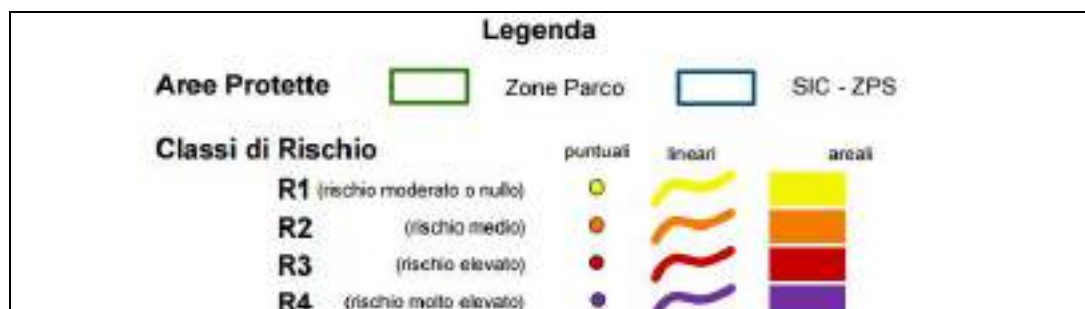 Legenda
Aree Protette Zone Parco SIC - ZPS
Classi di Rischio puntuali lineari areali
R1 (rischio moderato o nullo)
R2 (rischio medio)
R3 (rischio elevato)
R4 (rischio molto elevato)